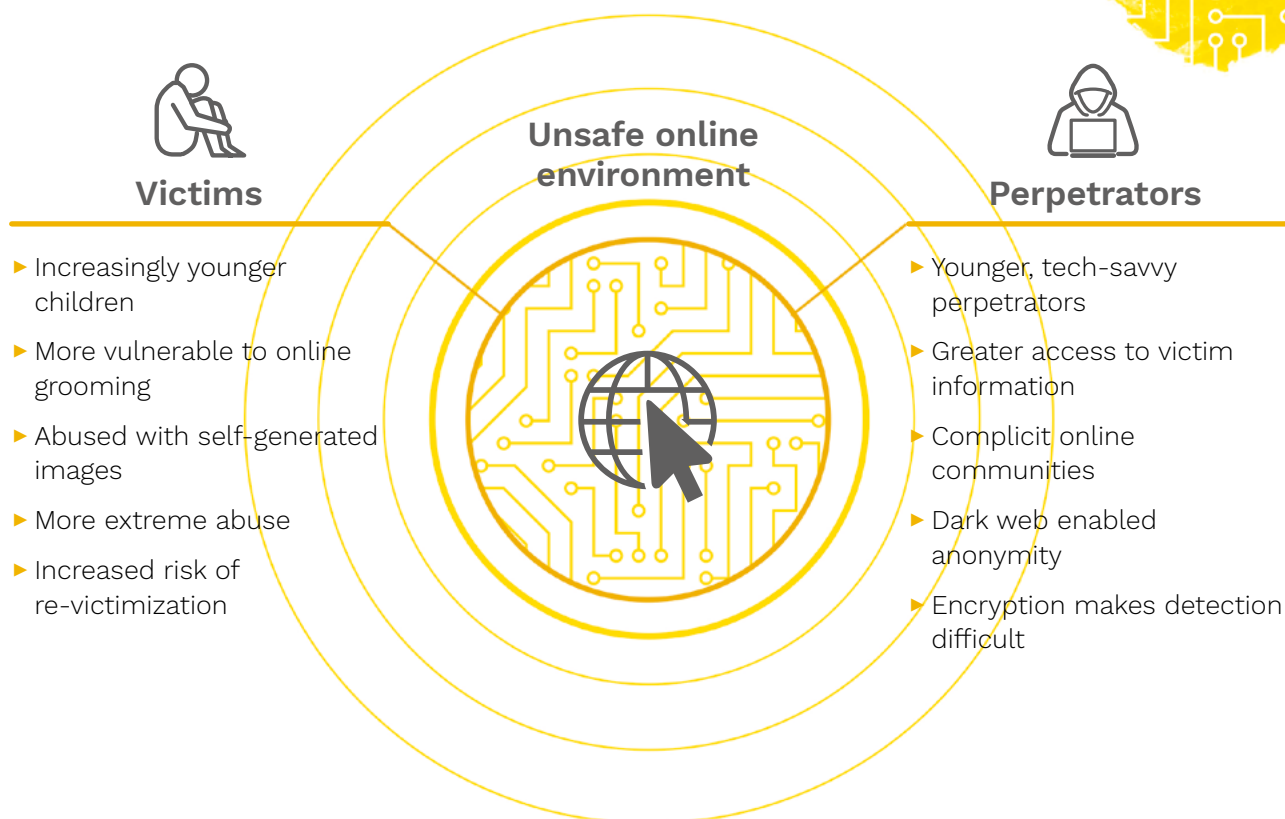 Unsafe online
environment
Victims
Increasingly younger
children
More vulnerable to online
grooming
Abused with self-generated
images
More extreme abuse
Increased risk of
re-victimization
Perpetrators
Younger, tech-savvy
perpetrators
Greater access to victim
information
Complicit online
communities
Dark web enabled
anonymity
Encryption makes detection
difficult